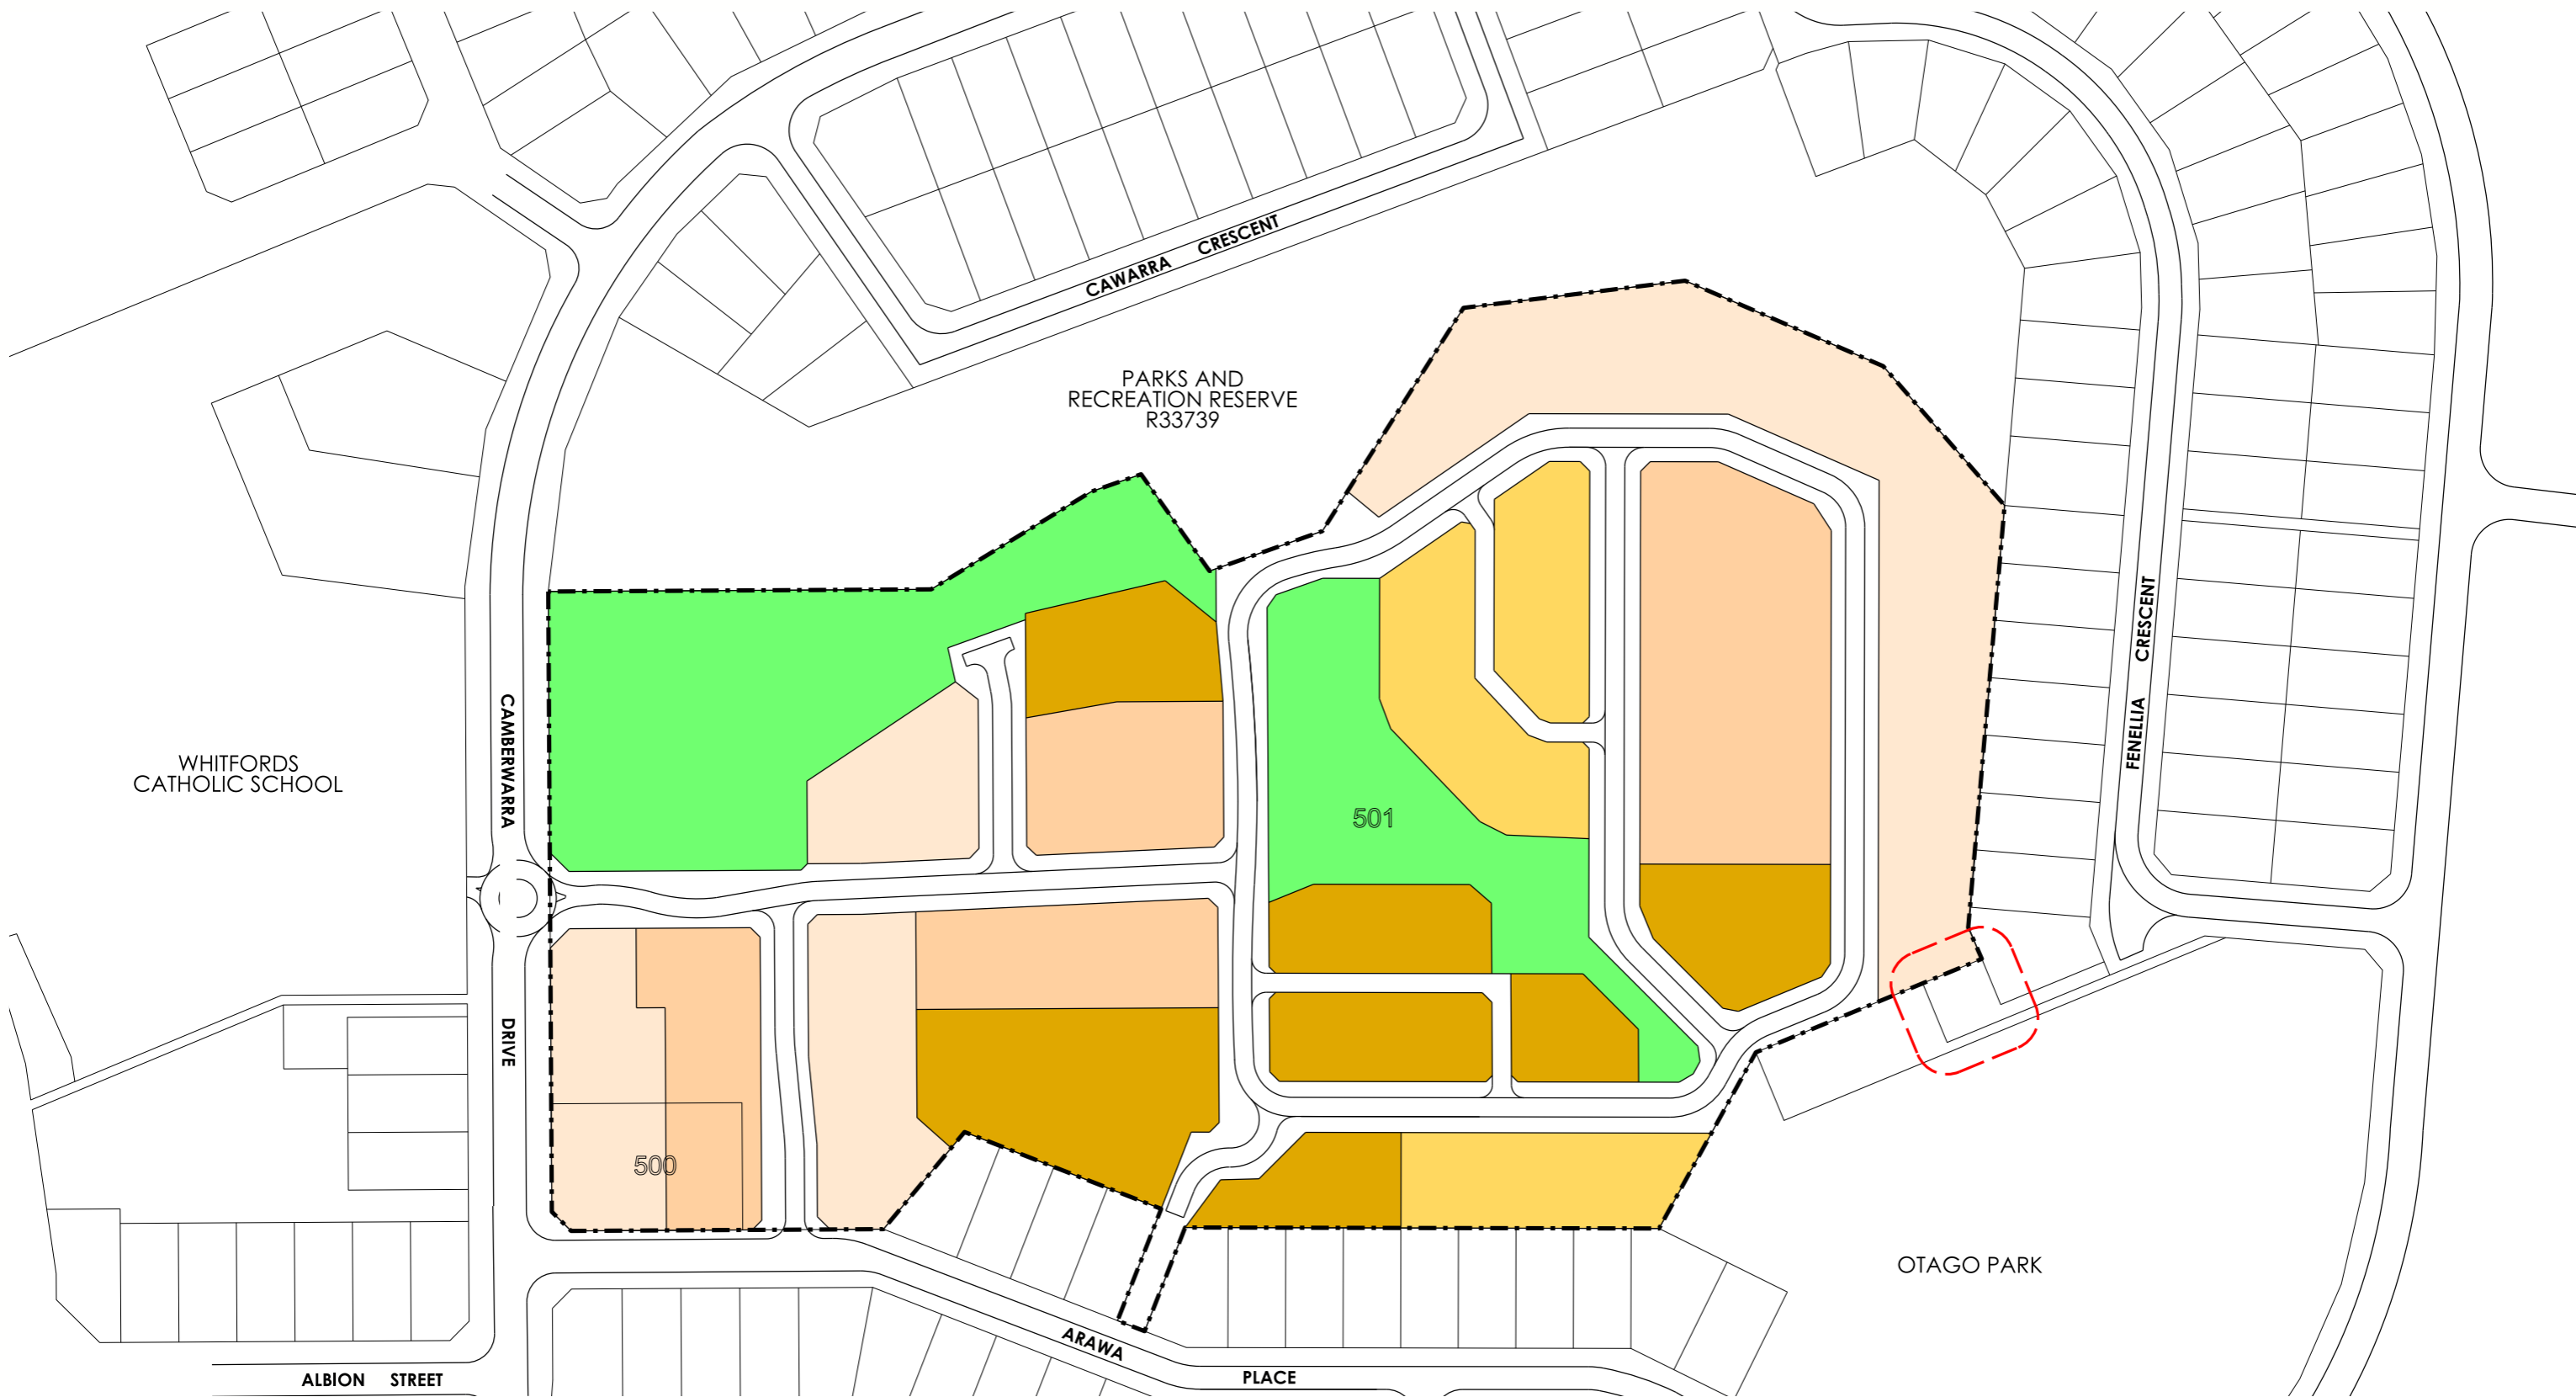 CAWARRA CRESCENT
PARKS AND
RECREATION RESERVE
R33739
WHITFORDS
CATHOLIC SCHOOL
CAMBERWARRA
DRIVE
FENELLIA CRESCENT
501
500
OTAGO PARK
ARAWA
PLACE
ALBION STREET